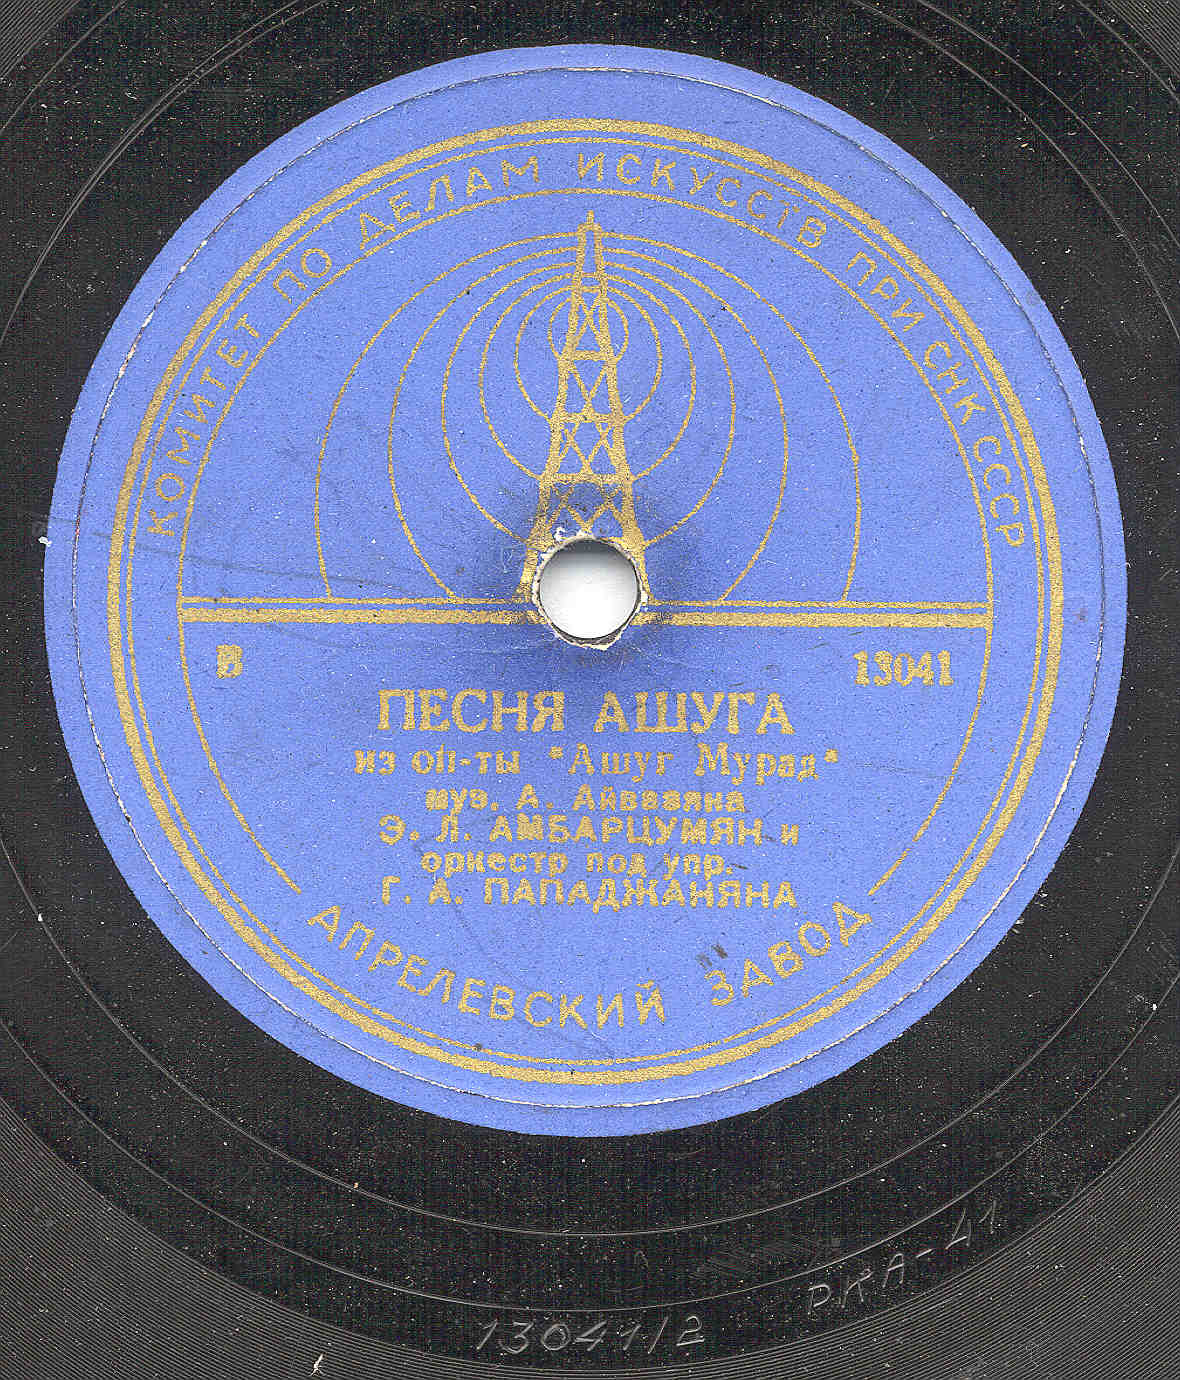 КОМИТЕТ ПО ДЕЛАМ ИСКУССТВ ПРИ СНК СССР
В 13041
ПЕСНЯ АШУГА
из оп-ты "Ашуг Мурад"
муз. А. Айвазяна
Э. Л. АМБАРЦУМЯН и
оркестр под упр.
Г. А. ПАПАДЖАНЯНА
АПРЕЛЕВСКИЙ ЗАВОД
13041/2
РКА-41